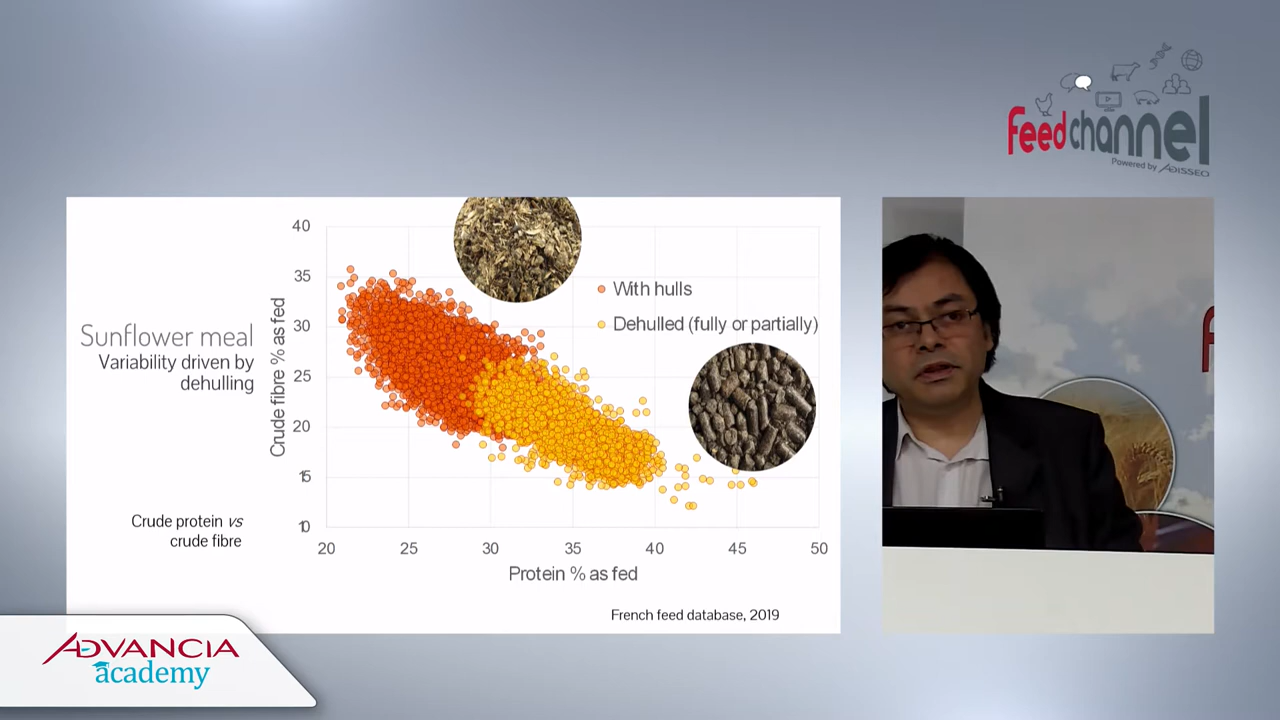 feedchannel
Powered by ADISSEO
Sunflower meal
Variability driven by
dehulling
Crude protein vs
crude fibre
Crude fibre % as fed
40
35
30
25
20
15
10
With hulls
Dehulled (fully or partially)
20
25
30
35
40
45
50
Protein % as fed
French feed database, 2019
ADVANCIA
academy